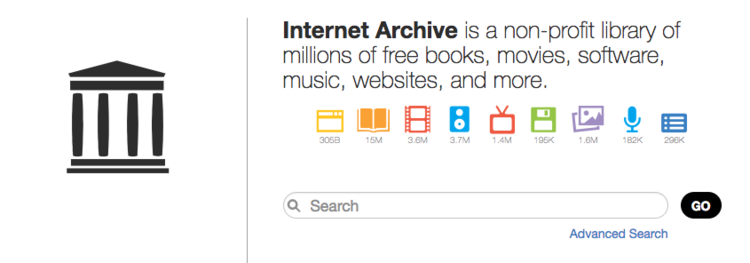 Internet Archive is a non-profit library of
millions of free books, movies, software,
music, websites, and more.
305B 15M 3.6M 3.7M 1.4M 195K 1.6M 182K 296K
Search GO
Advanced Search